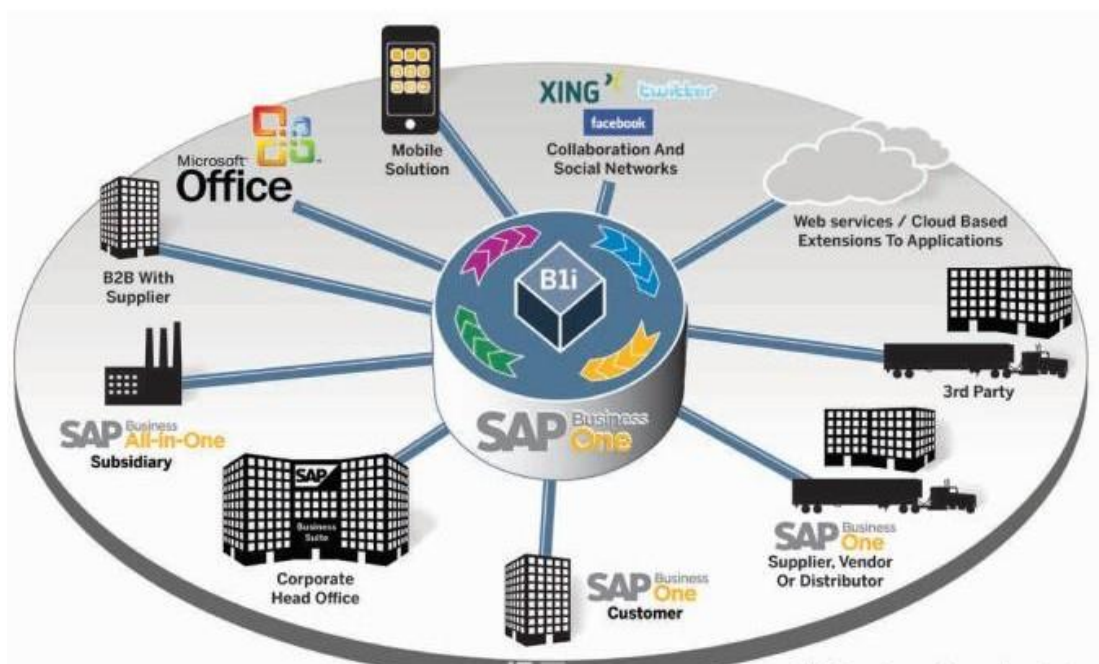 XING twitter
facebook
Collaboration And
Social Networks
Mobile
Solution
Microsoft
Office
Web services / Cloud Based
Extensions To Applications
B2B With
Supplier
B1i
3rd Party
SAP Business
All-in-One
Subsidiary
SAP Business
One
SAP
Business
Suite
Corporate
Head Office
SAP Business
One
Customer
SAP Business
One
Supplier, Vendor
Or Distributor